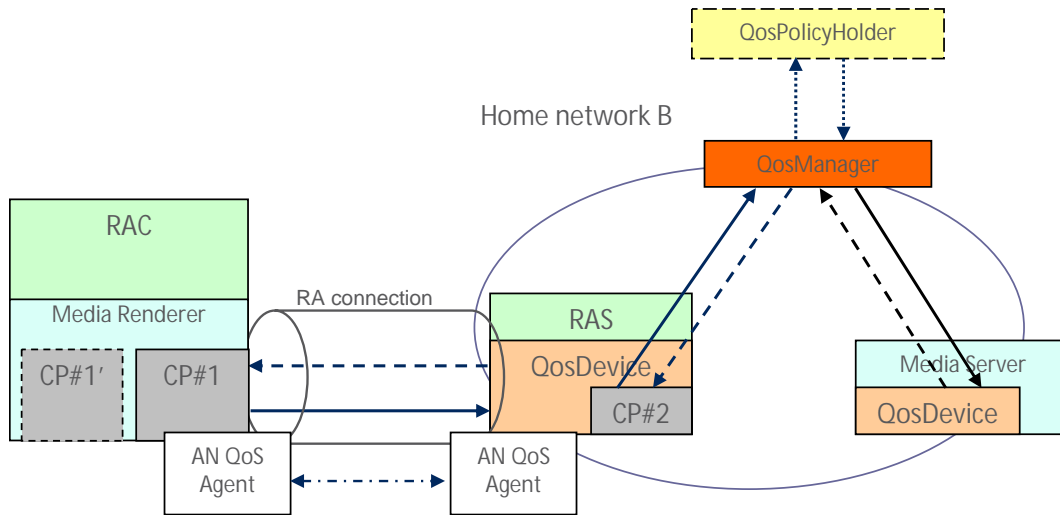 QosPolicyHolder
Home network B
QosManager
RAC
RA connection
Media Renderer
RAS
CP#1′
CP#1
QosDevice
CP#2
Media Server
QosDevice
AN QoS
Agent
AN QoS
Agent